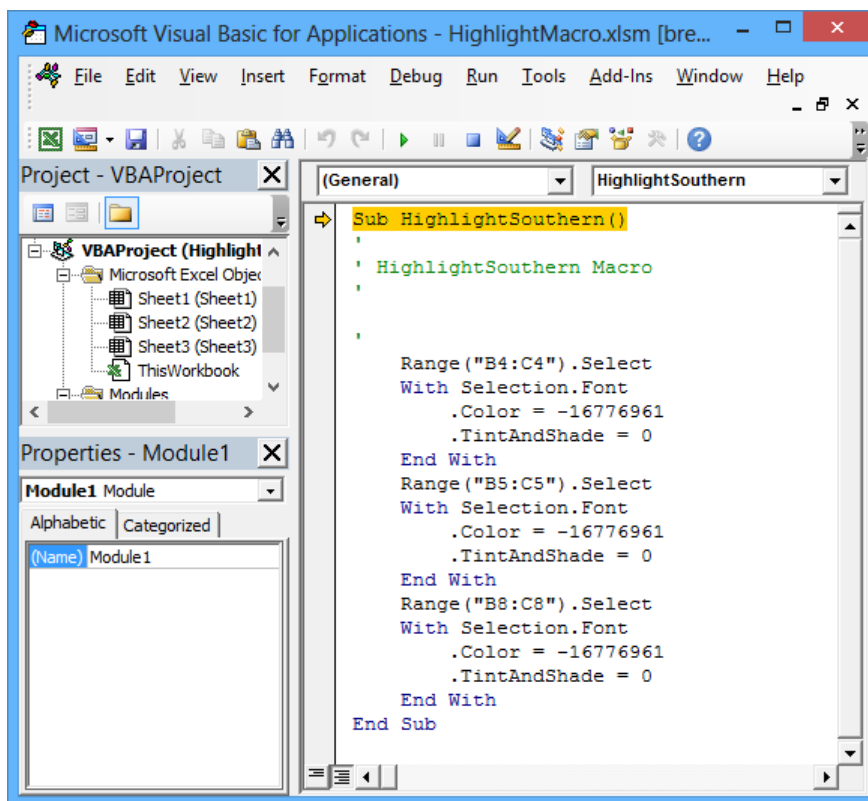 Microsoft Visual Basic for Applications - HighlightMacro.xlsm [bre...
File Edit View Insert Format Debug Run Tools Add-Ins Window Help
Project - VBAProject
VBAProject (Highlight
Microsoft Excel Objec
Sheet1 (Sheet1)
Sheet2 (Sheet2)
Sheet3 (Sheet3)
ThisWorkbook
Modules
Properties - Module1
Module1 Module
Alphabetic Categorized
(Name) Module1
(General) HighlightSouthern
Sub HighlightSouthern()
'
' HighlightSouthern Macro
'
'
    Range("B4:C4").Select
    With Selection.Font
        .Color = -16776961
        .TintAndShade = 0
    End With
    Range("B5:C5").Select
    With Selection.Font
        .Color = -16776961
        .TintAndShade = 0
    End With
    Range("B8:C8").Select
    With Selection.Font
        .Color = -16776961
        .TintAndShade = 0
    End With
End Sub